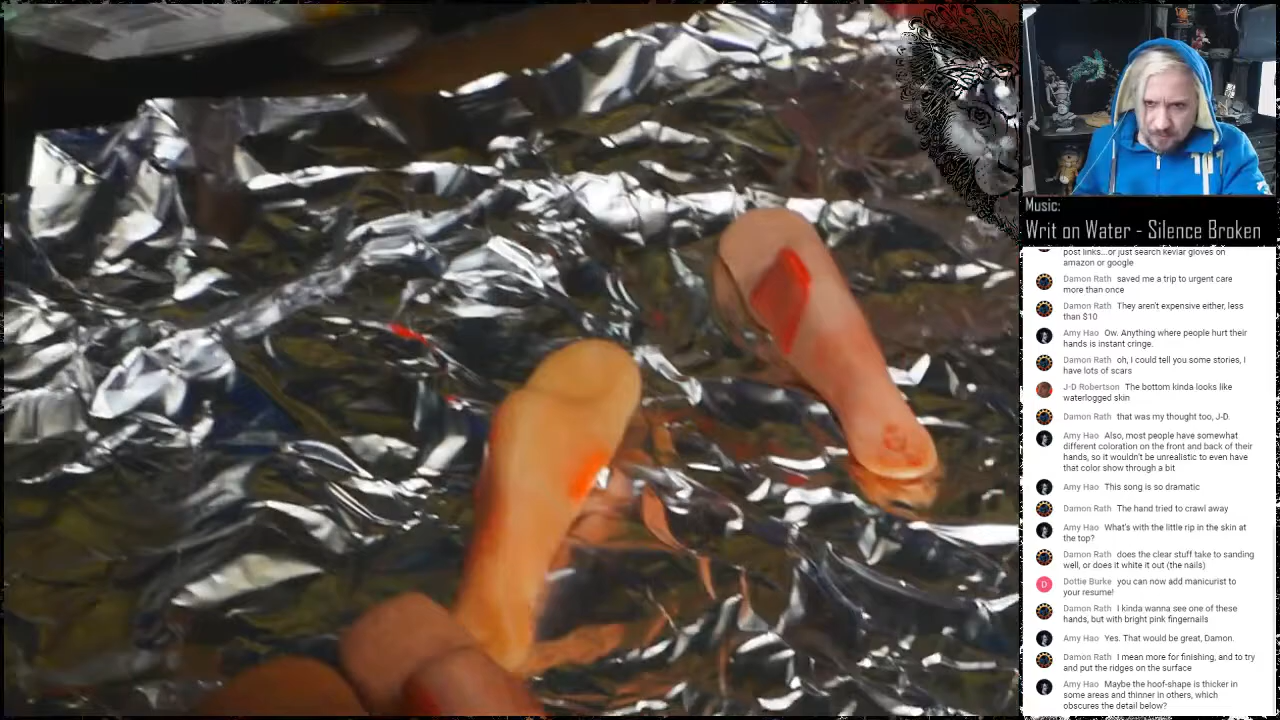 Music:
Writ on Water - Silence Broken
post links...or just search kevlar gloves on
amazon or google
Damon Rath saved me a trip to urgent care
more than once
Damon Rath They aren't expensive either, less
than $10
Amy Hao Ow. Anything where people hurt their
hands is instant cringe.
Damon Rath oh, I could tell you some stories, I
have lots of scars
J-D Robertson The bottom kinda looks like
waterlogged skin
Damon Rath that was my thought too, J-D
Amy Hao Also, most people have somewhat
different coloration on the front and back of their
hands, so it wouldn't be unrealistic to even have
that color show through a bit
Amy Hao This song is so dramatic
Damon Rath The hand tried to crawl away
Amy Hao What's with the little rip in the skin at
the top?
Damon Rath does the clear stuff take to sanding
well, or does it white it out (the nails)
D Dottie Burke you can now add manicurist to
your resume!
Damon Rath I kinda wanna see one of these
hands, but with bright pink fingernails
Amy Hao Yes. That would be great, Damon.
Damon Rath I mean more for finishing, and to try
and put the ridges on the surface
Amy Hao Maybe the hoof-shape is thicker in
some areas and thinner in others, which
obscures the detail below?